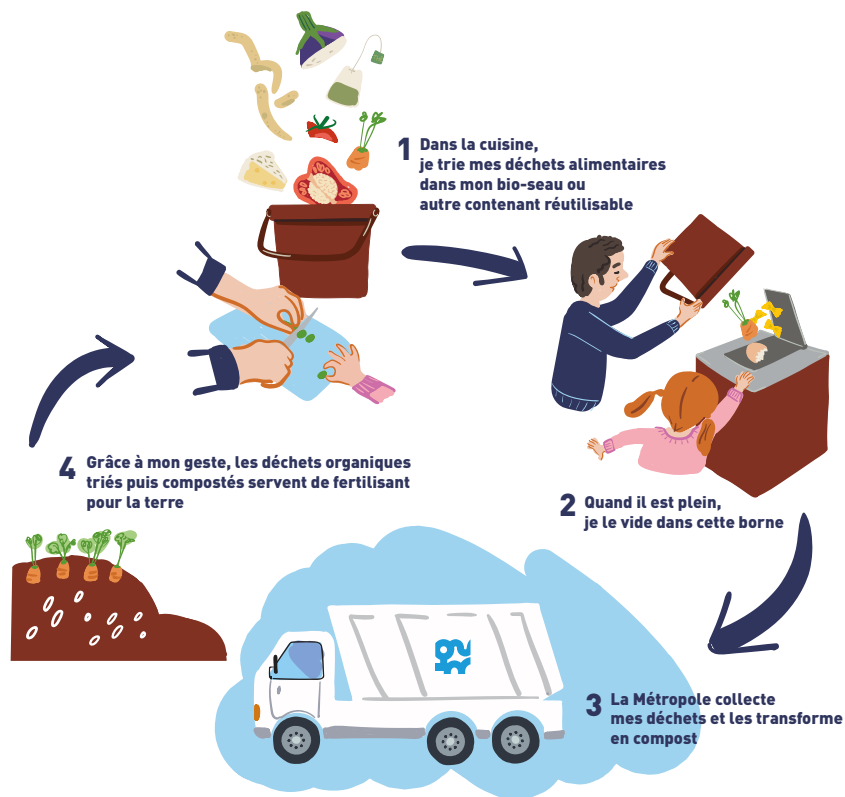 1 Dans la cuisine,
je trie mes déchets alimentaires
dans mon bio-seau ou
autre contenant réutilisable
2 Quand il est plein,
je le vide dans cette borne
3 La Métropole collecte
mes déchets et les transforme
en compost
4 Grâce à mon geste, les déchets organiques
triés puis compostés servent de fertilisant
pour la terre